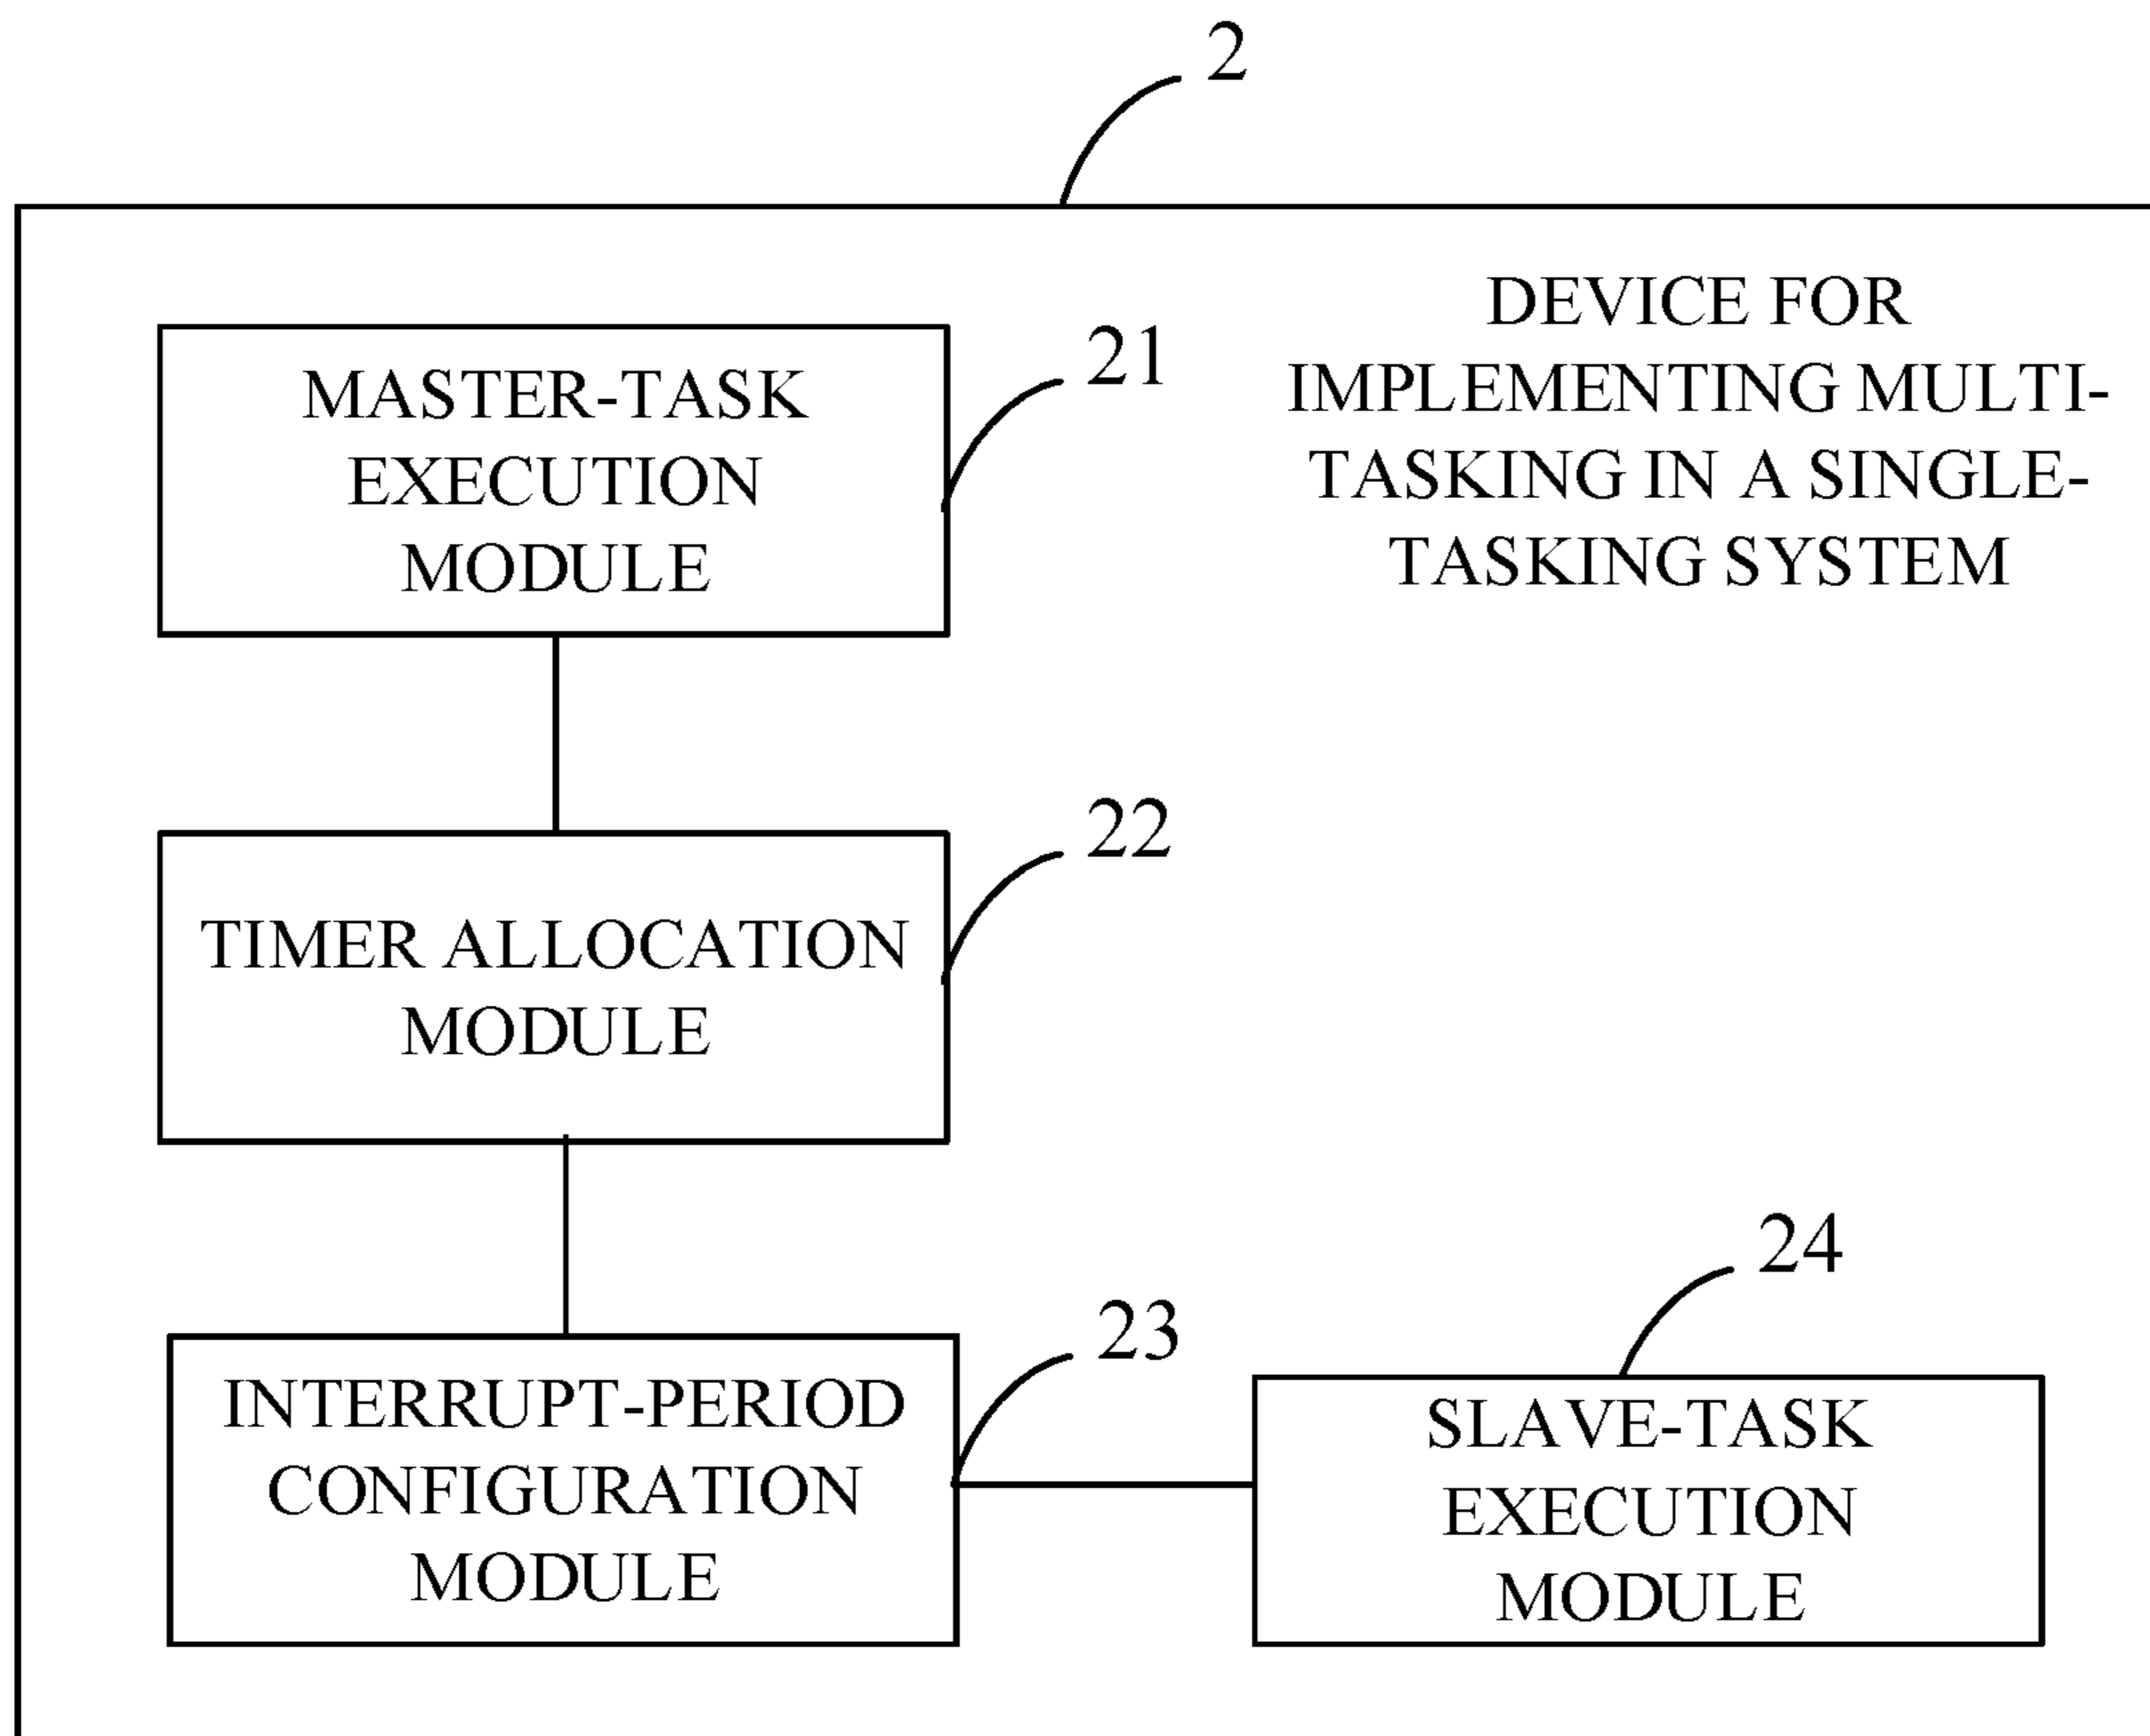 2
DEVICE FOR
IMPLEMENTING MULTI-
TASKING IN A SINGLE-
TASKING SYSTEM
21
MASTER-TASK
EXECUTION
MODULE
22
TIMER ALLOCATION
MODULE
23
INTERRUPT-PERIOD
CONFIGURATION
MODULE
24
SLAVE-TASK
EXECUTION
MODULE